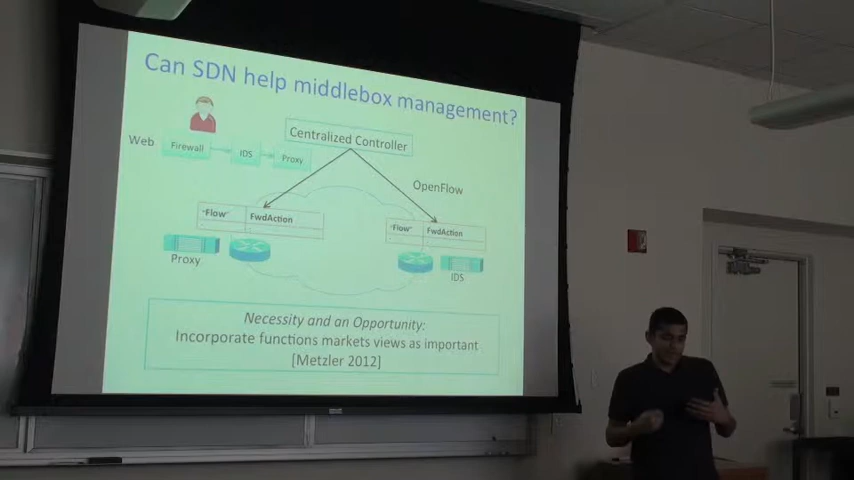 Can SDN help middlebox management?
Centralized Controller
Web
Firewall
IDS
Proxy
OpenFlow
"Flow" FwdAction
"Flow" FwdAction
Proxy
IDS
Necessity and an Opportunity:
Incorporate functions markets views as important
[Metzler 2012]